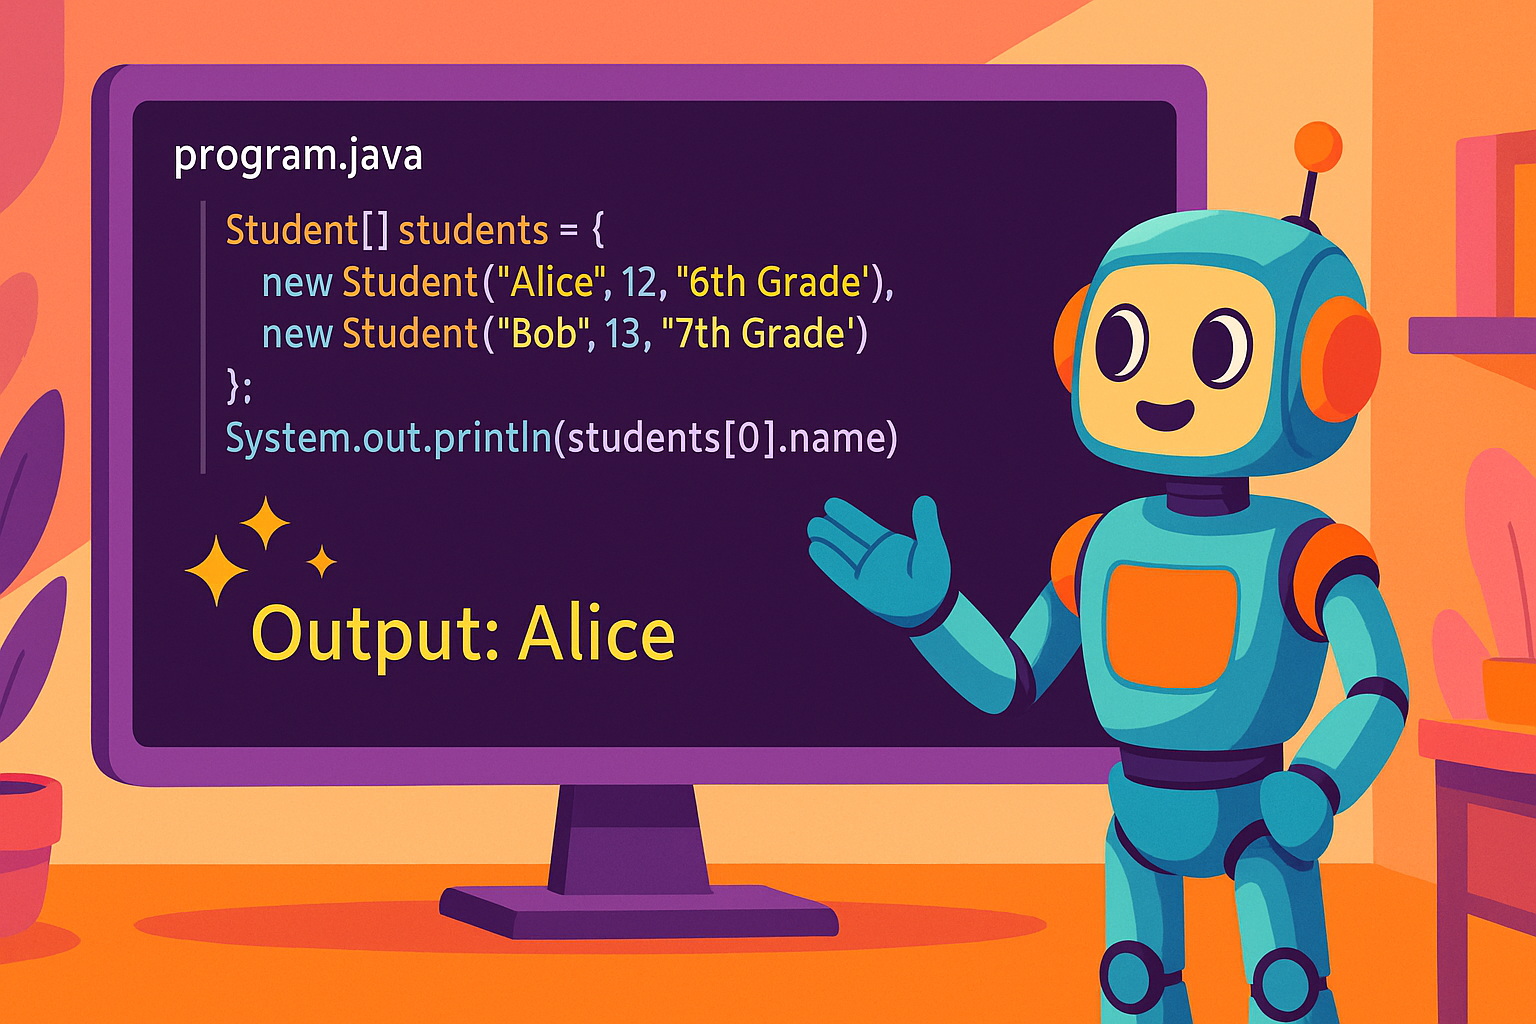 program.java
Student[] students = {
new Student("Alice", 12, "6th Grade'),
new Student("Bob", 13, "7th Grade')
};
System.out.println(students[0].name)
Output: Alice